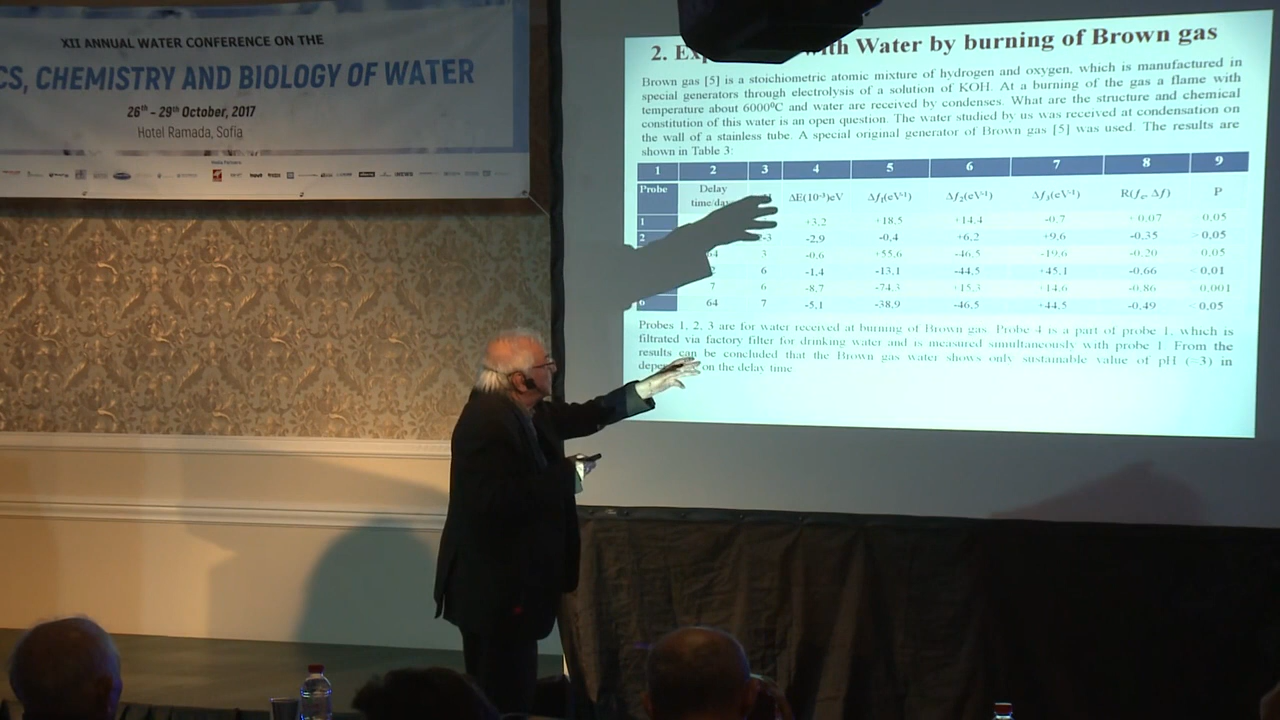 XII ANNUAL WATER CONFERENCE ON THE
CS, CHEMISTRY AND BIOLOGY OF WATER
26th – 29th October, 2017
Hotel Ramada, Sofia
2. Ex with Water by burning of Brown gas
Brown gas [5] is a stoichiometric atomic mixture of hydrogen and oxygen, which is manufactured in
special generators through electrolysis of a solution of KOH. At a burning of the gas a flame with
temperature about 6000⁰C and water are received by condenses. What are the structure and chemical
constitution of this water is an open question. The water studied by us was received at condensation on
the wall of a stainless tube. A special original generator of Brown gas [5] was used. The results are
shown in Table 3:
1 2 3 4 5 6 7 8 9
Probe Delay ΔE(10⁻³)eV Δf₁(eV⁻¹) Δf₂(eV⁻¹) Δf₃(eV⁻¹) R(fₑ, Δf) P
time/day
1 +3,2 +18,5 +14,4 -0,7 +0,07 0,05
2 -3 -2,9 -0,4 +6,2 +9,6 -0,35 >0,05
64 3 -0,6 +55,6 -46,5 -19,6 -0,20 0,05
6 -1,4 -13,1 -44,5 +45,1 -0,66 <0,01
7 6 -8,7 -74,3 +15,3 +14,6 -0,86 0,001
6 64 7 -5,1 -38,9 -46,5 +44,5 -0,49 <0,05
Probes 1, 2, 3 are for water received at burning of Brown gas. Probe 4 is a part of probe 1, which is
filtrated via factory filter for drinking water and is measured simultaneously with probe 1. From the
results can be concluded that the Brown gas water shows only sustainable value of pH (=3) in
on the delay time